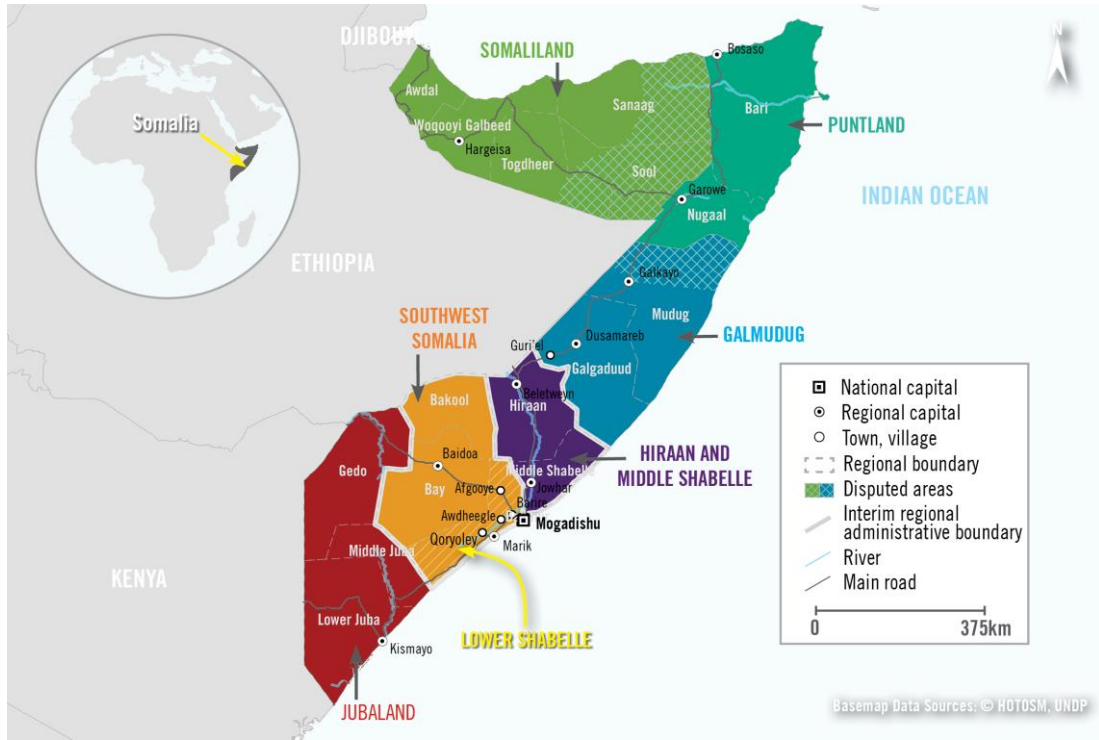 DJIBOUTI
SOMALILAND
Bosaso
N
Awdal
Sanaag
Bari
Somalia
Woqooyi Galbeed
Hargeisa
PUNTLAND
Togdheer
Sool
Garowe
INDIAN OCEAN
Nugaal
ETHIOPIA
Galkayo
SOUTHWEST
SOMALIA
Mudug
Dusamareb
GALMUDUG
Guri'el
Galgaduud
Beletweyn
Bakool
Hiraan
HIRAAN AND
MIDDLE SHABELLE
Baidoa
Gedo
Middle Shabelle
Bay
Afgooye
Jowhar
Barire
Awdheegle
Mogadishu
Qoryoley
Marik
Middle Juba
KENYA
Lower Juba
LOWER SHABELLE
Kismayo
JUBALAND
National capital
Regional capital
Town, village
Regional boundary
Disputed areas
Interim regional
administrative boundary
River
Main road
0 375km
Basemap Data Sources: © HOTOSM, UNDP